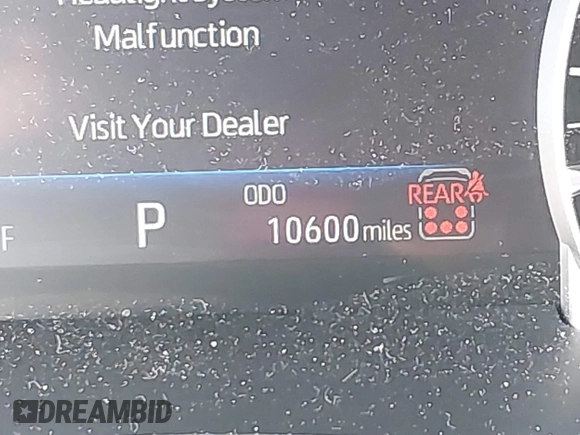 Malfunction
Visit Your Dealer
ODO
REAR
F
P
10600 miles
DREAMBID